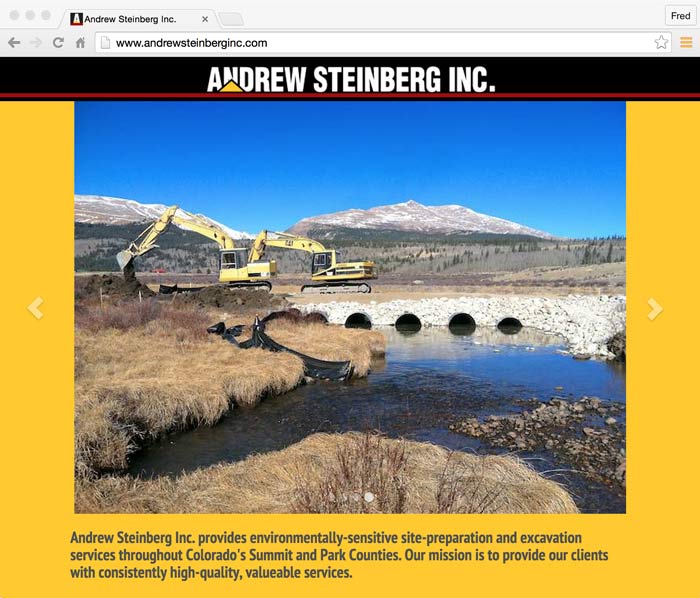 Andrew Steinberg Inc.
Fred
www.andrewsteinberginc.com
ANDREW STEINBERG INC.
CAT
Andrew Steinberg Inc. provides environmentally-sensitive site-preparation and excavation
services throughout Colorado's Summit and Park Counties. Our mission is to provide our clients
with consistently high-quality, valueable services.